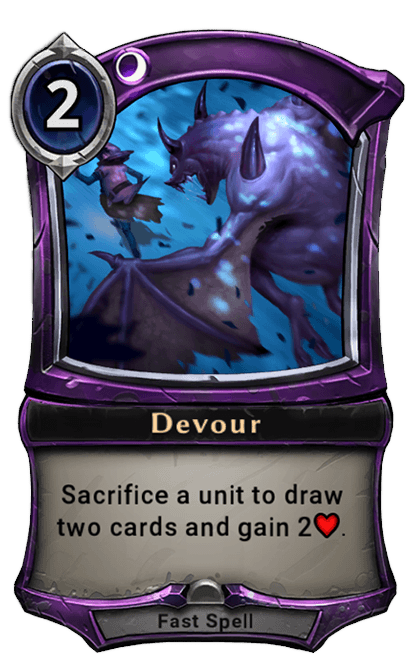 2
Devour
Sacrifice a unit to draw
two cards and gain 2❤.
Fast Spell